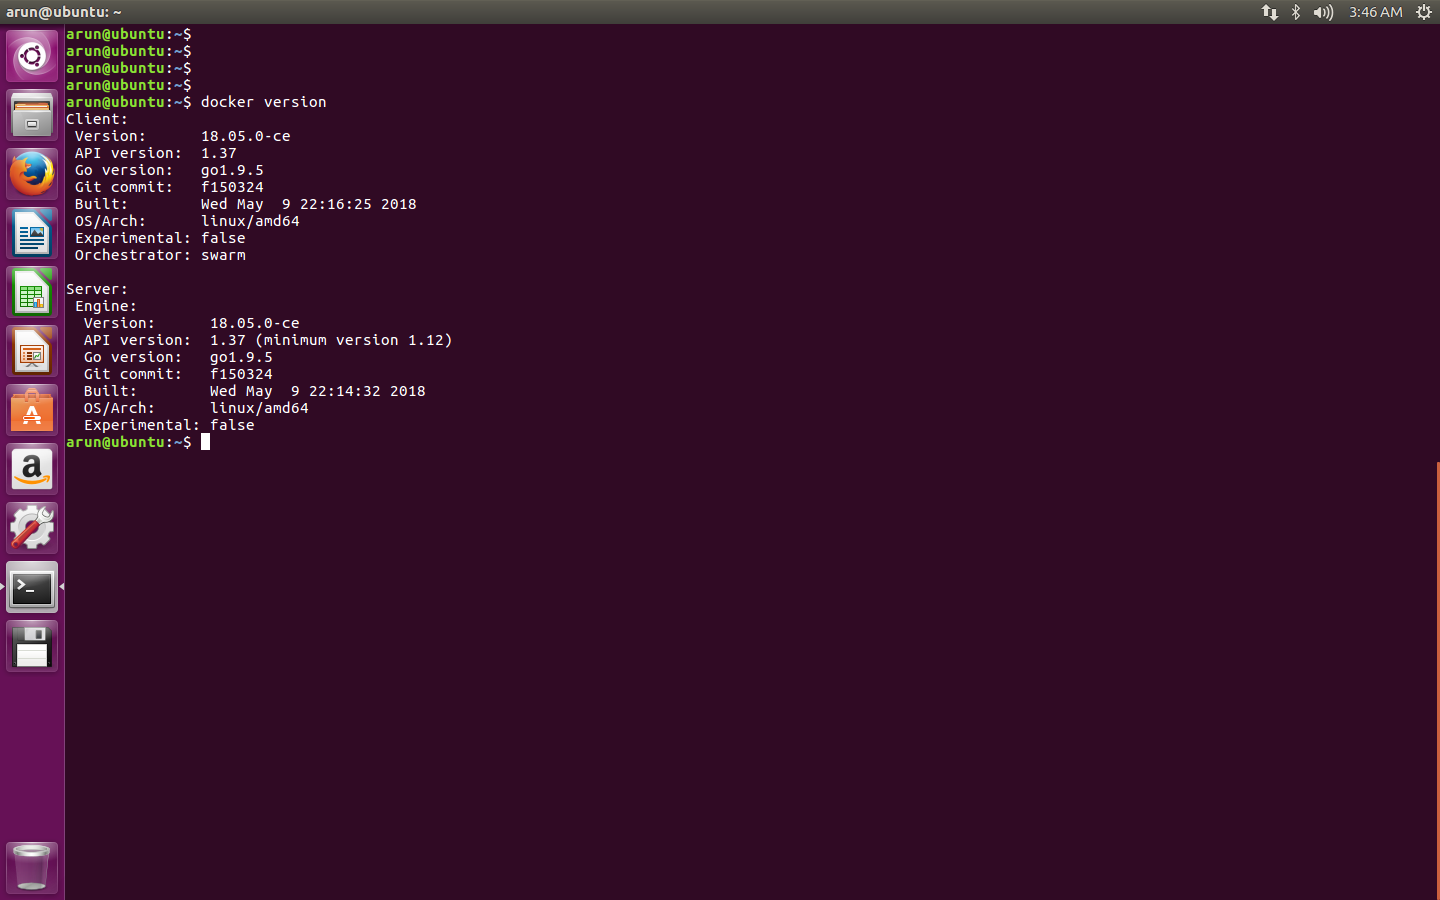 arun@ubuntu: ~
3:46 AM
arun@ubuntu:~$
arun@ubuntu:~$
arun@ubuntu:~$
arun@ubuntu:~$
arun@ubuntu:~$ docker version
Client:
 Version:      18.05.0-ce
 API version:  1.37
 Go version:   go1.9.5
 Git commit:   f150324
 Built:        Wed May  9 22:16:25 2018
 OS/Arch:      linux/amd64
 Experimental: false
 Orchestrator: swarm

Server:
 Engine:
  Version:      18.05.0-ce
  API version:  1.37 (minimum version 1.12)
  Go version:   go1.9.5
  Git commit:   f150324
  Built:        Wed May  9 22:14:32 2018
  OS/Arch:      linux/amd64
  Experimental: false
arun@ubuntu:~$